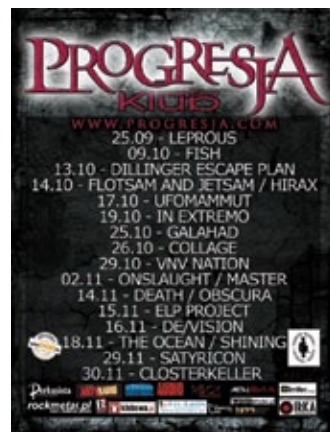 PROGRESJA
KLUB
WWW.PROGRESJA.COM
25.09 - LEPROUS
09.10 - FISH
13.10 - DILLINGER ESCAPE PLAN
14.10 - FLOTSAM AND JETSAM / HIRAX
17.10 - UFOMAMMUT
19.10 - IN EXTREMO
25.10 - GALAHAD
26.10 - COLLAGE
29.10 - VNV NATION
02.11 - ONSLAUGHT / MASTER
14.11 - DEATH / OBSCURA
15.11 - ELP PROJECT
16.11 - DE/VISION
18.11 - THE OCEAN / SHINING
29.11 - SATYRICON
30.11 - CLOSTERKELLER
Perkusista
AUDIO
rockmetal.pl